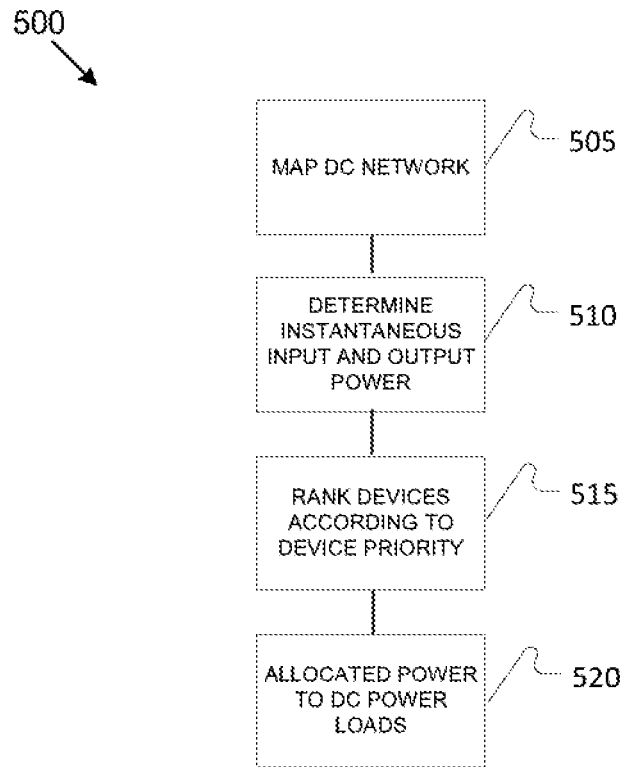 500
MAP DC NETWORK
505
DETERMINE
INSTANTANEOUS
INPUT AND OUTPUT
POWER
510
RANK DEVICES
ACCORDING TO
DEVICE PRIORITY
515
ALLOCATED POWER
TO DC POWER
LOADS
520